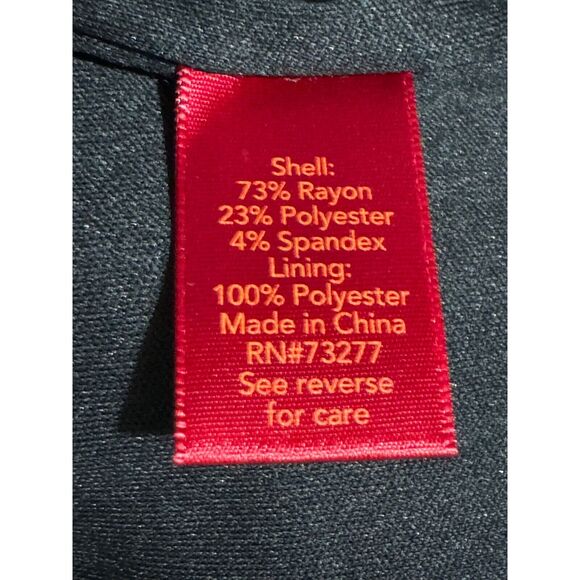 Shell:
73% Rayon
23% Polyester
4% Spandex
Lining:
100% Polyester
Made in China
RN#73277
See reverse
for care